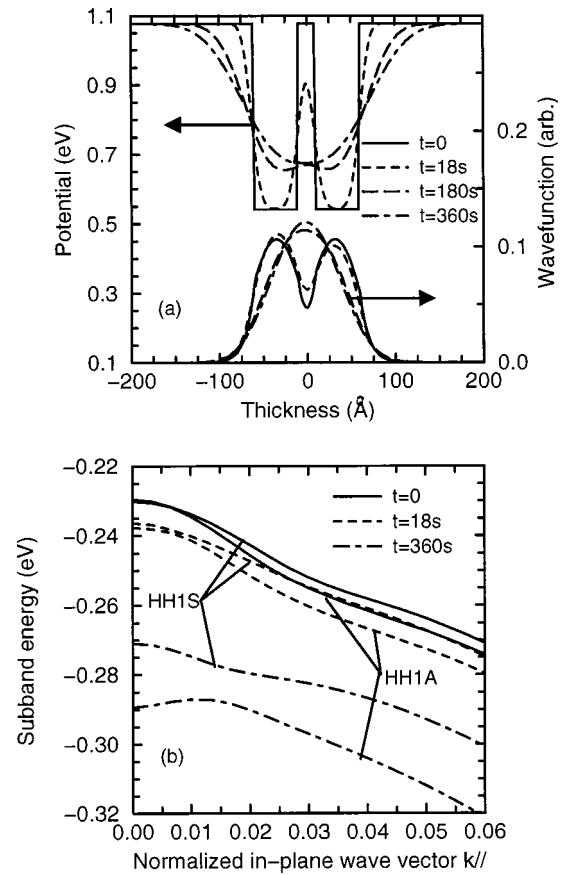 1.1
0.9
0.7
0.5
0.3
0.1
Potential (eV)
0.2
0.1
0.0
Wavefunction (arb.)
t=0
t=18s
t=180s
t=360s
(a)
−200 −100 0 100 200
Thickness (Å)
−0.22
−0.24
−0.26
−0.28
−0.30
−0.32
Subband energy (eV)
t=0
t=18s
t=360s
HH1S
HH1A
(b)
0.00 0.01 0.02 0.03 0.04 0.05 0.06
Normalized in−plane wave vector k//